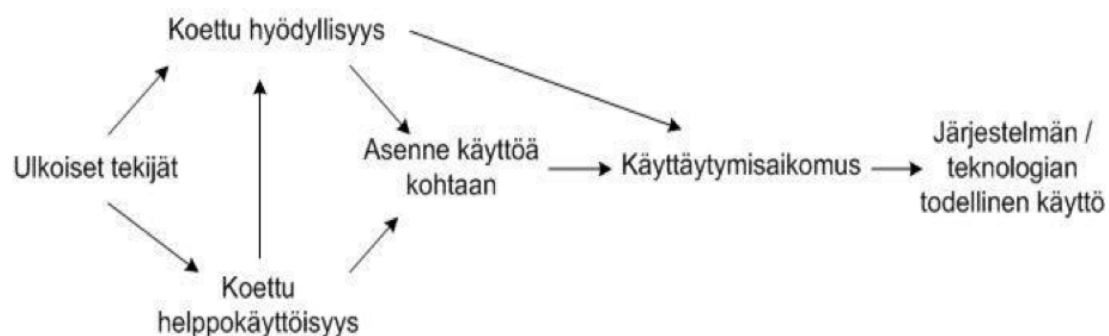 Koettu hyödyllisyys
Ulkoiset tekijät
Asenne käyttöä
kohtaan
Käyttäytymisaikomus
Järjestelmän /
teknologian
todellinen käyttö
Koettu
helppokäyttöisyys